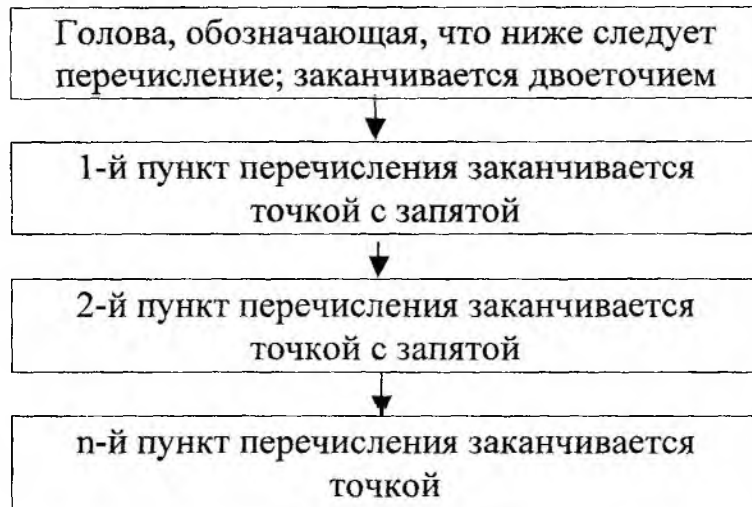 Голова, обозначающая, что ниже следует
перечисление; заканчивается двоеточием
1-й пункт перечисления заканчивается
точкой с запятой
2-й пункт перечисления заканчивается
точкой с запятой
n-й пункт перечисления заканчивается
точкой